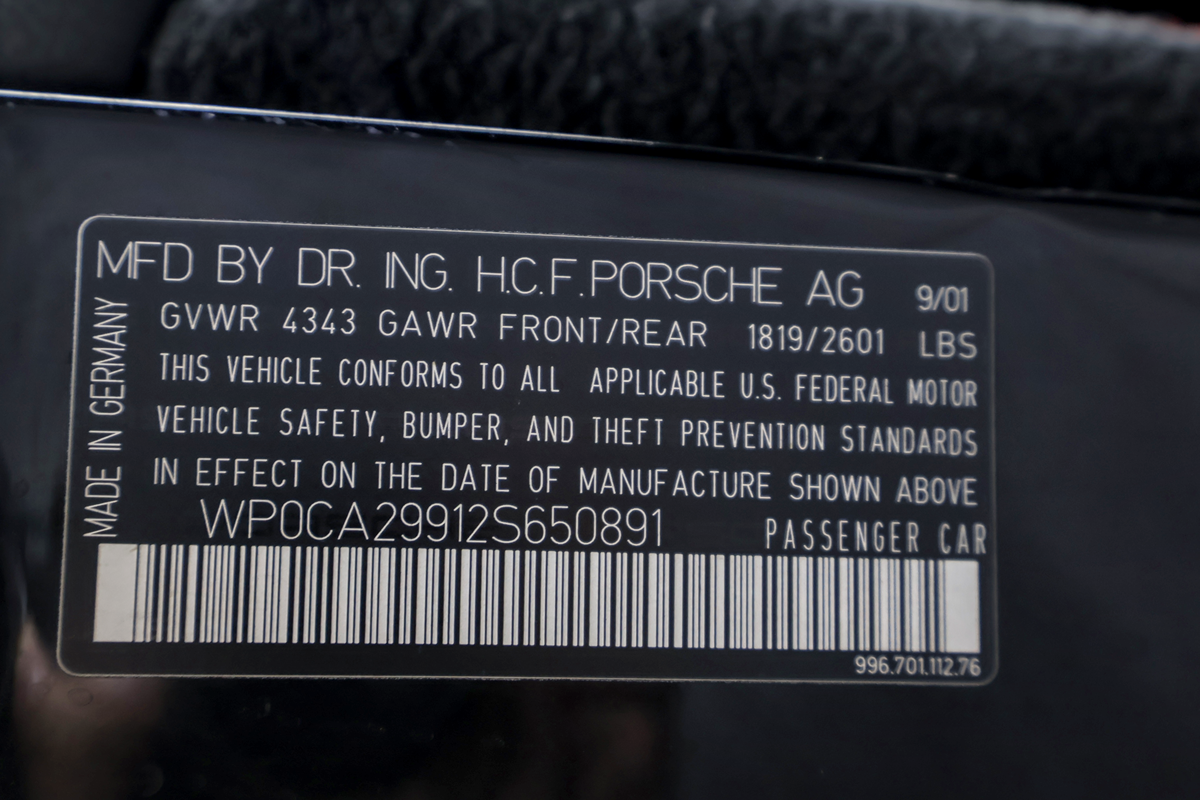 MFD BY DR. ING. H.C.F. PORSCHE AG 9/01
GVWR 4343 GAWR FRONT/REAR 1819/2601 LBS
THIS VEHICLE CONFORMS TO ALL APPLICABLE U.S. FEDERAL MOTOR
VEHICLE SAFETY, BUMPER, AND THEFT PREVENTION STANDARDS
IN EFFECT ON THE DATE OF MANUFACTURE SHOWN ABOVE
WP0CA29912S650891 PASSENGER CAR
996.701.112.76
MADE IN GERMANY